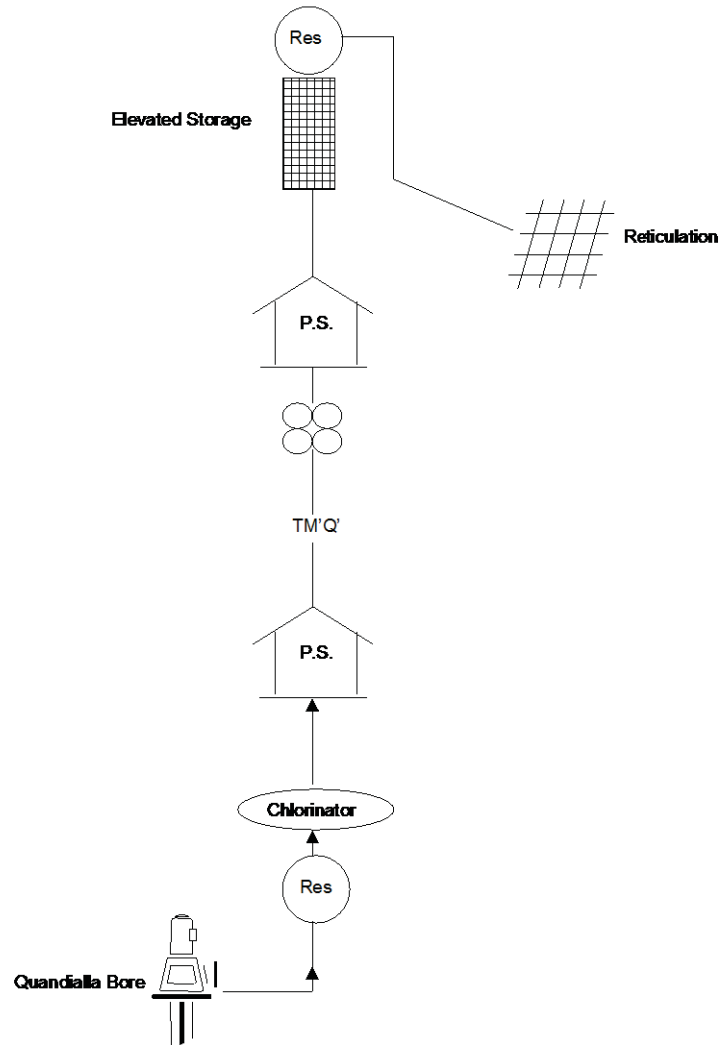 Res
Elevated Storage
Reticulation
P.S.
TM'Q'
P.S.
Chlorinator
Res
Quandialla Bore